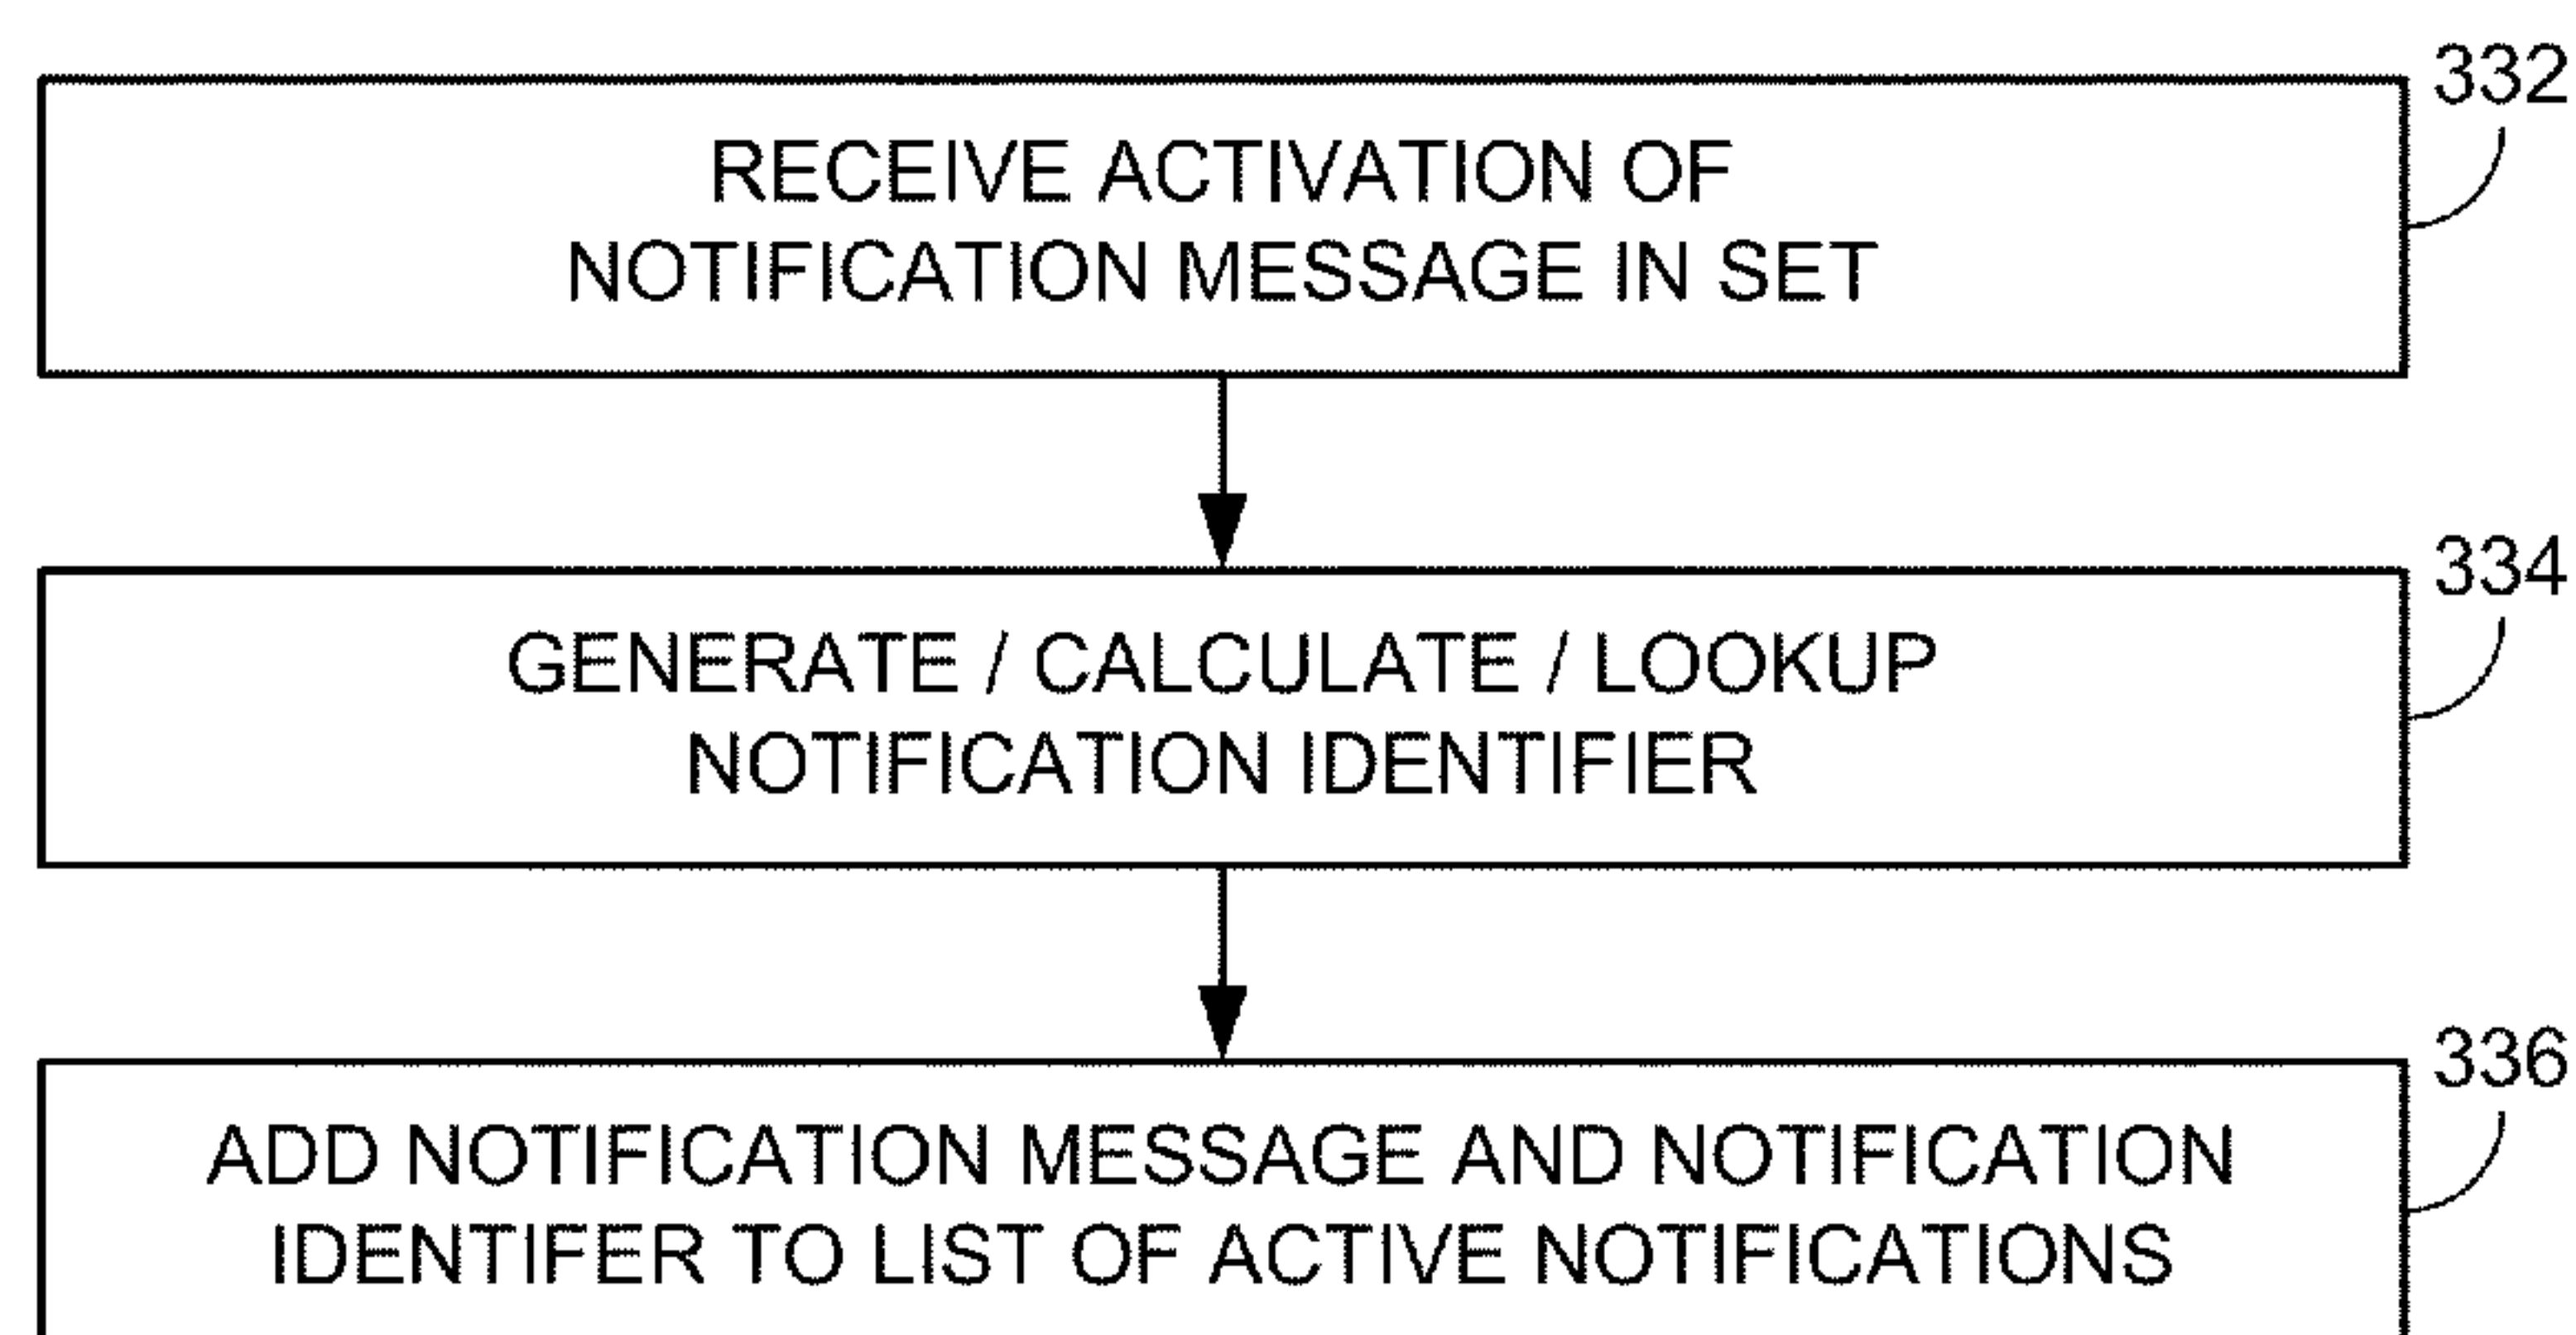 332
RECEIVE ACTIVATION OF
NOTIFICATION MESSAGE IN SET
334
GENERATE / CALCULATE / LOOKUP
NOTIFICATION IDENTIFIER
336
ADD NOTIFICATION MESSAGE AND NOTIFICATION
IDENTIFER TO LIST OF ACTIVE NOTIFICATIONS